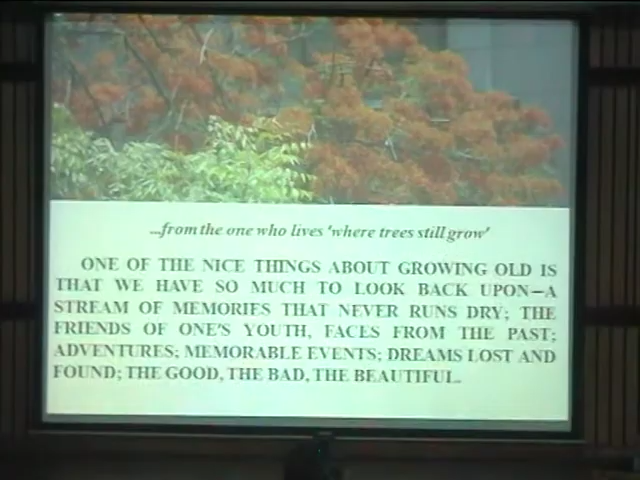 ...from the one who lives 'where trees still grow'
ONE OF THE NICE THINGS ABOUT GROWING OLD IS
THAT WE HAVE SO MUCH TO LOOK BACK UPON—A
STREAM OF MEMORIES THAT NEVER RUNS DRY; THE
FRIENDS OF ONE'S YOUTH, FACES FROM THE PAST;
ADVENTURES; MEMORABLE EVENTS; DREAMS LOST AND
FOUND; THE GOOD, THE BAD, THE BEAUTIFUL.